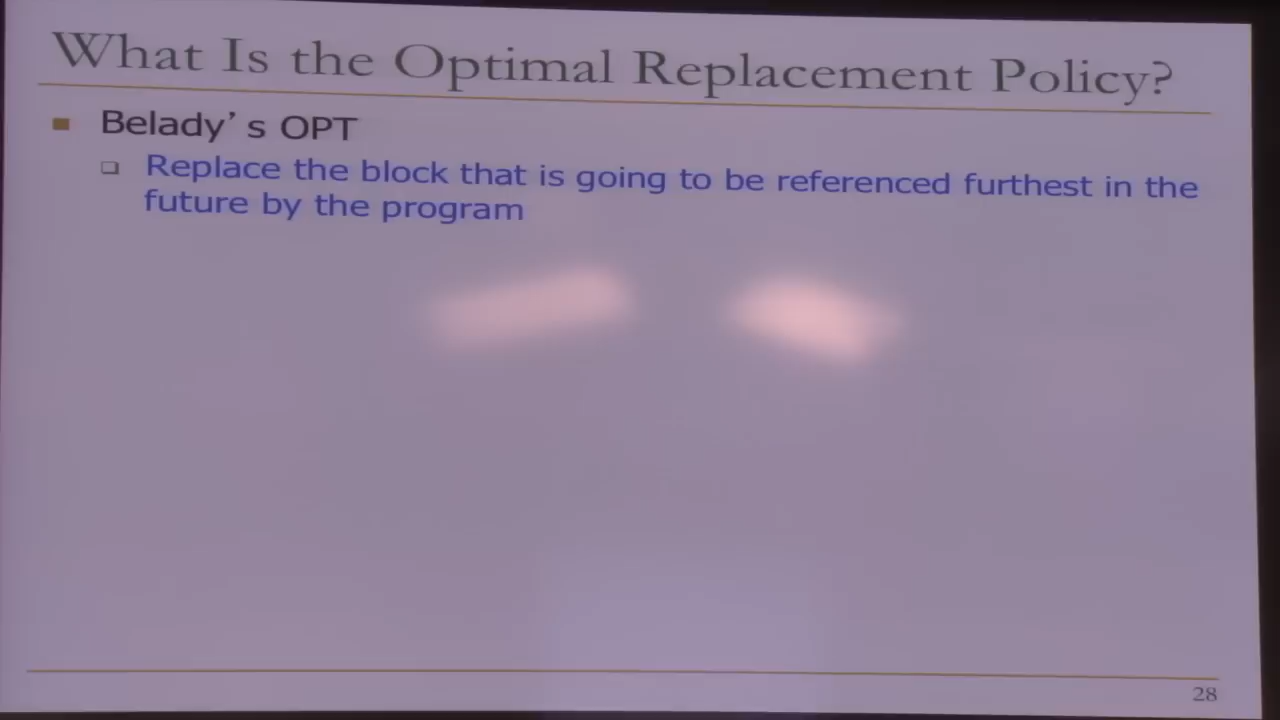 What Is the Optimal Replacement Policy?
Belady’s OPT
Replace the block that is going to be referenced furthest in the
future by the program
28